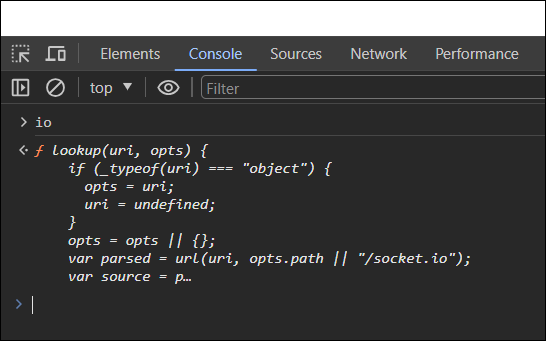 Elements Console Sources Network Performance
top Filter
io
ƒ lookup(uri, opts) {
if (_typeof(uri) === "object") {
opts = uri;
uri = undefined;
}
opts = opts || {};
var parsed = url(uri, opts.path || "/socket.io");
var source = p…